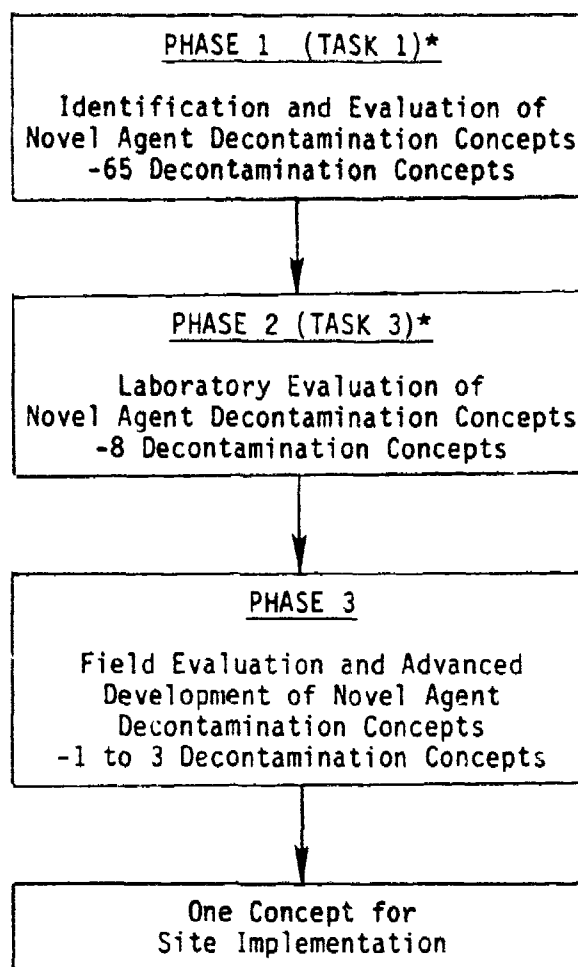 PHASE 1 (TASK 1)*
Identification and Evaluation of
Novel Agent Decontamination Concepts
-65 Decontamination Concepts
PHASE 2 (TASK 3)*
Laboratory Evaluation of
Novel Agent Decontamination Concepts
-8 Decontamination Concepts
PHASE 3
Field Evaluation and Advanced
Development of Novel Agent
Decontamination Concepts
-1 to 3 Decontamination Concepts
One Concept for
Site Implementation